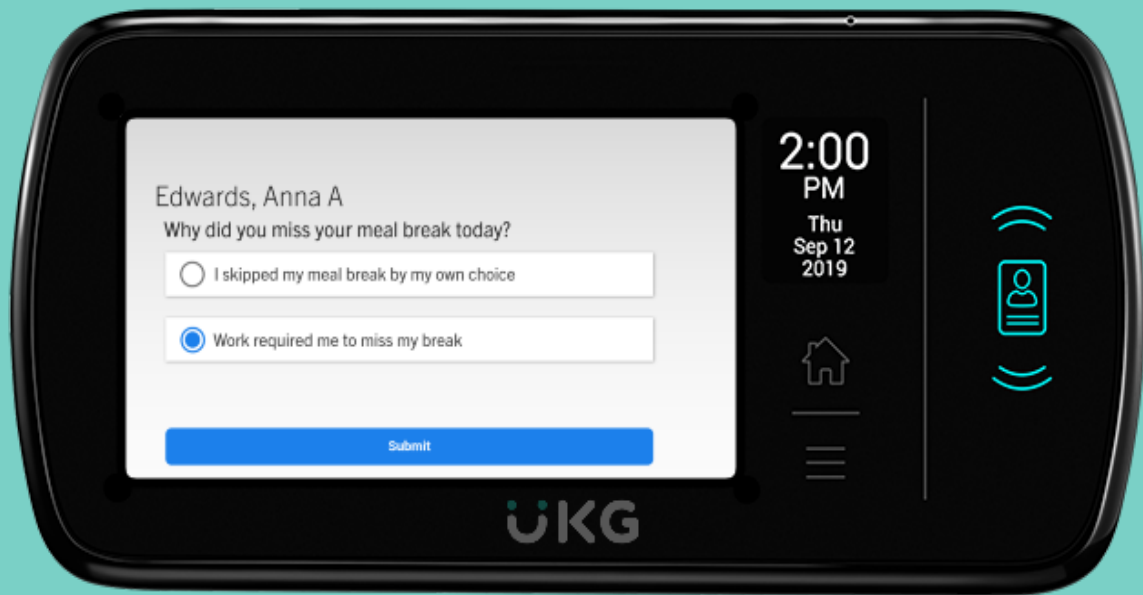 Edwards, Anna A
Why did you miss your meal break today?
I skipped my meal break by my own choice
Work required me to miss my break
Submit
2:00
PM
Thu
Sep 12
2019
UKG